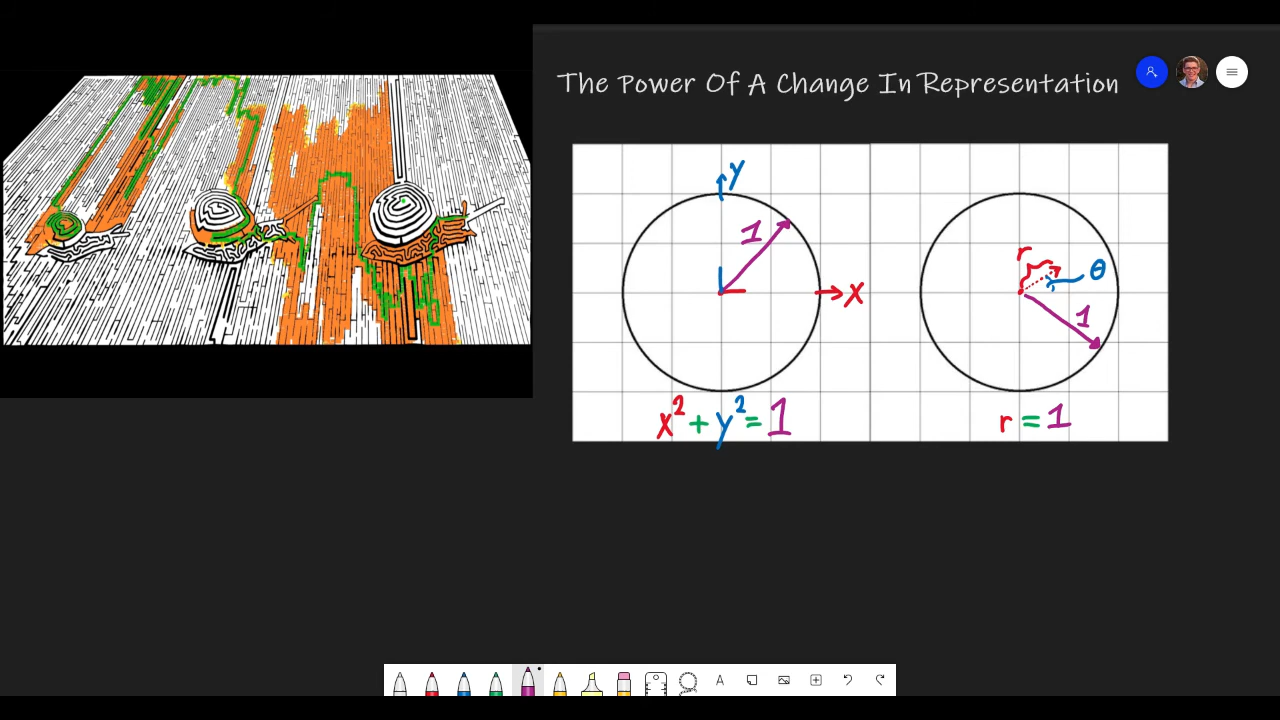 The Power Of A Change In Representation
y
1
x
r
θ
1
x² + y² = 1
r = 1
A